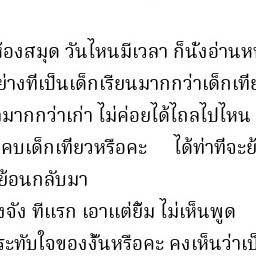 ห้องสมุด วันไหนมีเวลา ก็นั่งอ่านห
ย่างที่เป็นเด็กเรียนมากกว่าเด็กเที่ย
มากกว่าเก่า ไม่ค่อยได้ไถลไปไหน
คบเด็กเที่ยวหรือคะ ได้ท่าทีจะย้
ย้อนกลับมา
จัง ทีแรก เอาแต่ยิ้ม ไม่เห็นพูด
ระทับใจของงั้นหรือคะ คงเห็นว่าเป็